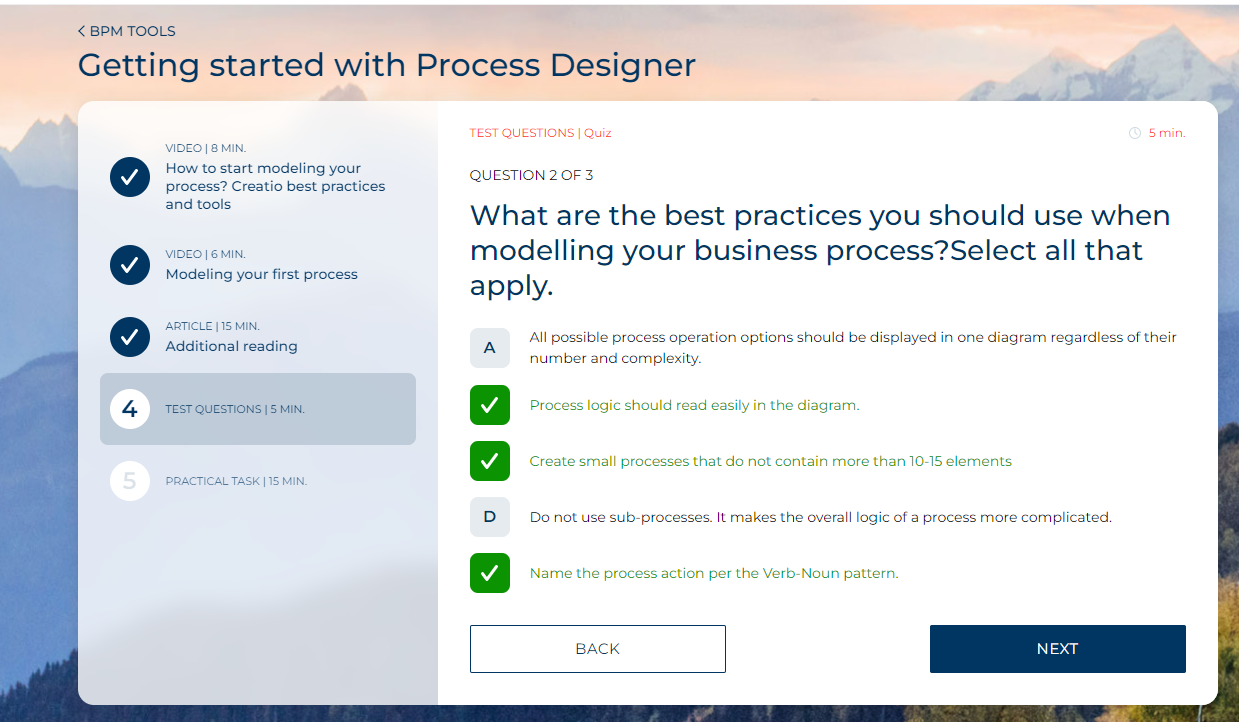 BPM TOOLS
Getting started with Process Designer
VIDEO | 8 MIN.
How to start modeling your
process? Creatio best practices
and tools
VIDEO | 6 MIN.
Modeling your first process
ARTICLE | 15 MIN.
Additional reading
4
TEST QUESTIONS | 5 MIN.
5
PRACTICAL TASK | 15 MIN.
TEST QUESTIONS | Quiz
5 min.
QUESTION 2 OF 3
What are the best practices you should use when
modelling your business process?Select all that
apply.
A
All possible process operation options should be displayed in one diagram regardless of their
number and complexity.
Process logic should read easily in the diagram.
Create small processes that do not contain more than 10-15 elements
D
Do not use sub-processes. It makes the overall logic of a process more complicated.
Name the process action per the Verb-Noun pattern.
BACK
NEXT